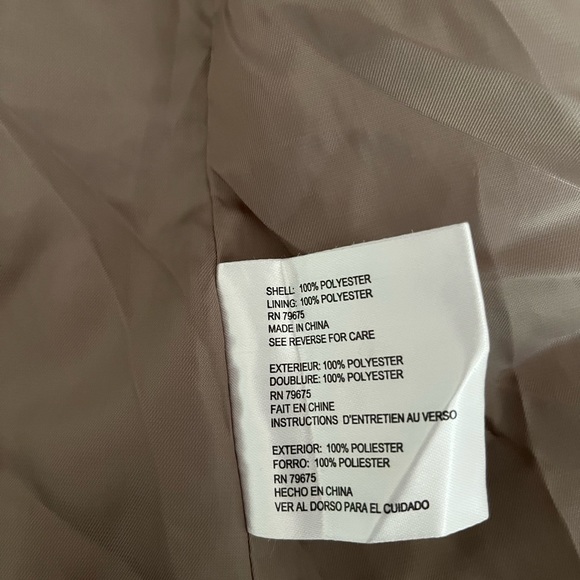 SHELL: 100% POLYESTER
LINING: 100% POLYESTER
RN 79675
MADE IN CHINA
SEE REVERSE FOR CARE
EXTERIEUR: 100% POLYESTER
DOUBLURE: 100% POLYESTER
RN 79675
FAIT EN CHINE
INSTRUCTIONS D'ENTRETIEN AU VERSO
EXTERIOR: 100% POLIESTER
FORRO: 100% POLIESTER
RN 79675
HECHO EN CHINA
VER AL DORSO PARA EL CUIDADO